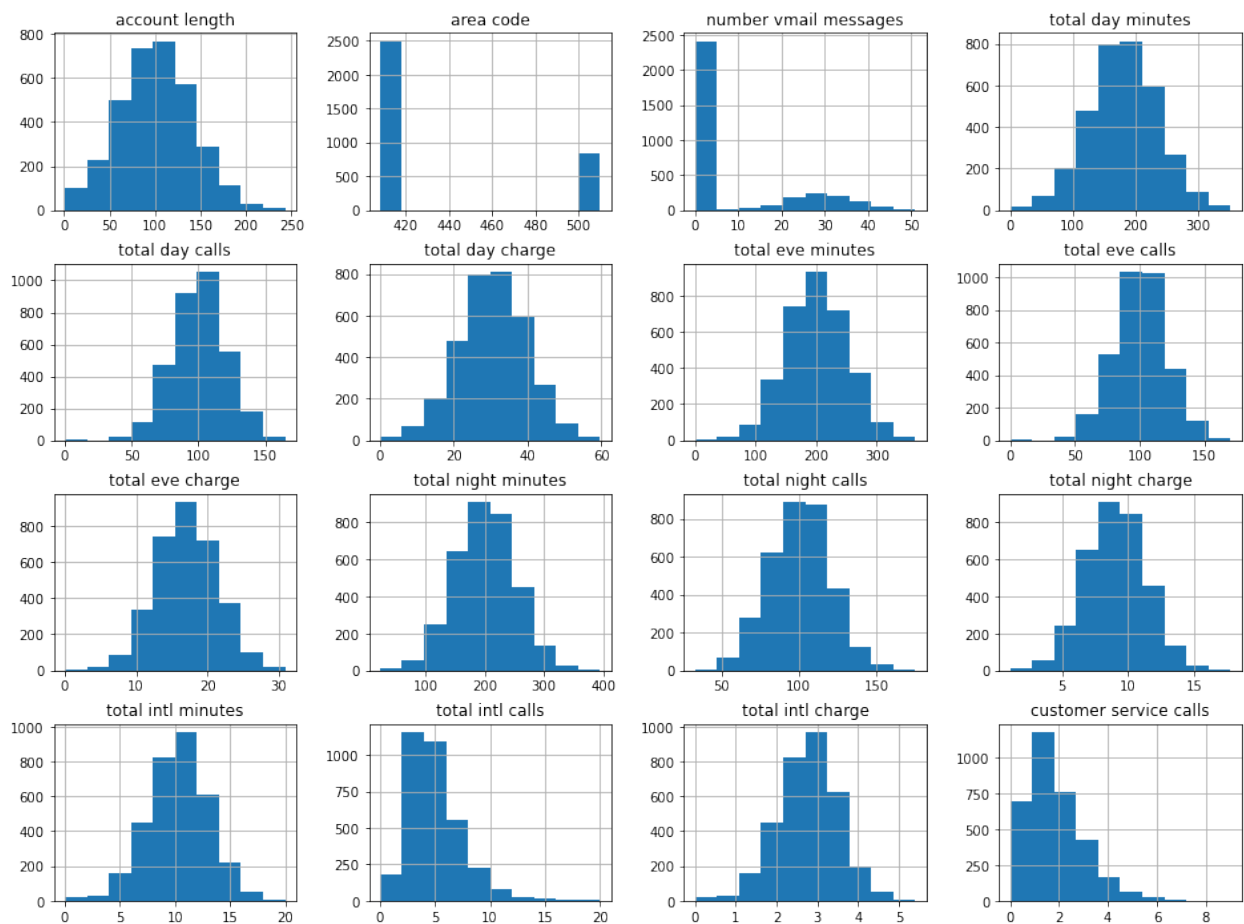 account length
area code
number vmail messages
total day minutes
800
600
400
200
0
0 50 100 150 200 250
2500
2000
1500
1000
500
0
420 440 460 480 500
2500
2000
1500
1000
500
0
0 10 20 30 40 50
800
600
400
200
0
0 100 200 300
total day calls
total day charge
total eve minutes
total eve calls
1000
800
600
400
200
0
0 50 100 150
800
600
400
200
0
0 20 40 60
800
600
400
200
0
0 100 200 300
1000
800
600
400
200
0
0 50 100 150
total eve charge
total night minutes
total night calls
total night charge
800
600
400
200
0
0 10 20 30
800
600
400
200
0
100 200 300 400
800
600
400
200
0
50 100 150
800
600
400
200
0
5 10 15
total intl minutes
total intl calls
total intl charge
customer service calls
1000
800
600
400
200
0
0 5 10 15 20
1000
750
500
250
0
0 5 10 15 20
1000
800
600
400
200
0
0 1 2 3 4 5
1000
750
500
250
0
0 2 4 6 8